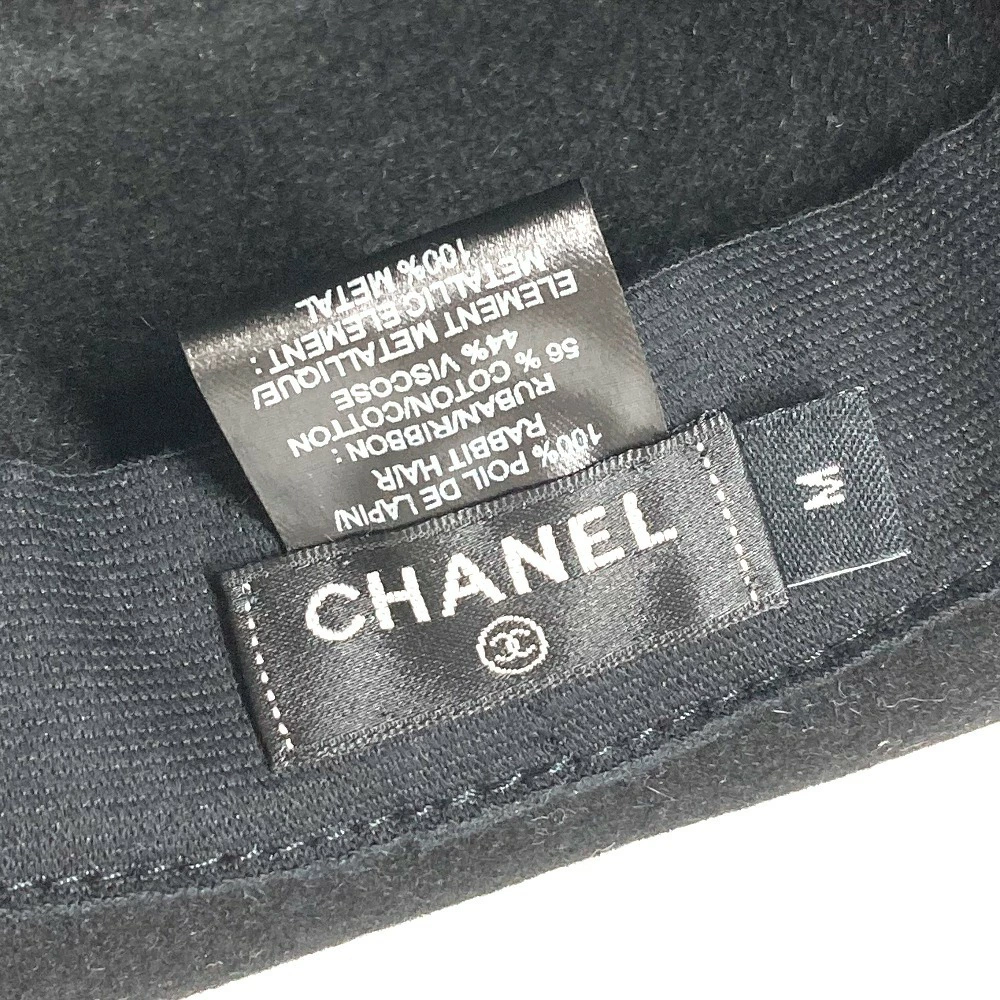 100% POIL DE LAPIN/
RABBIT HAIR
RUBAN/RIBBON :
56 % COTON/COTTON
44% VISCOSE
ELEMENT METALLIQUE/
METALLIC ELEMENT :
100% METAL
CHANEL
M